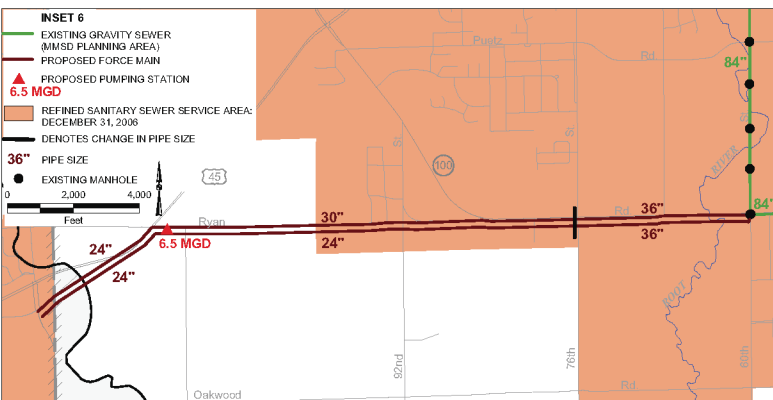 INSET 6
EXISTING GRAVITY SEWER
(MMSD PLANNING AREA)
PROPOSED FORCE MAIN
PROPOSED PUMPING STATION
6.5 MGD
REFINED SANITARY SEWER SERVICE AREA:
DECEMBER 31, 2006
DENOTES CHANGE IN PIPE SIZE
36" PIPE SIZE
EXISTING MANHOLE
0 2,000 4,000
Feet
Puetz Rd
84"
St
St
St
100
RIVER
45
Ryan
30"
Rd
36"
84"
6.5 MGD
24"
36"
24"
24"
ROOT
92nd
76th
60th
Oakwood
Rd